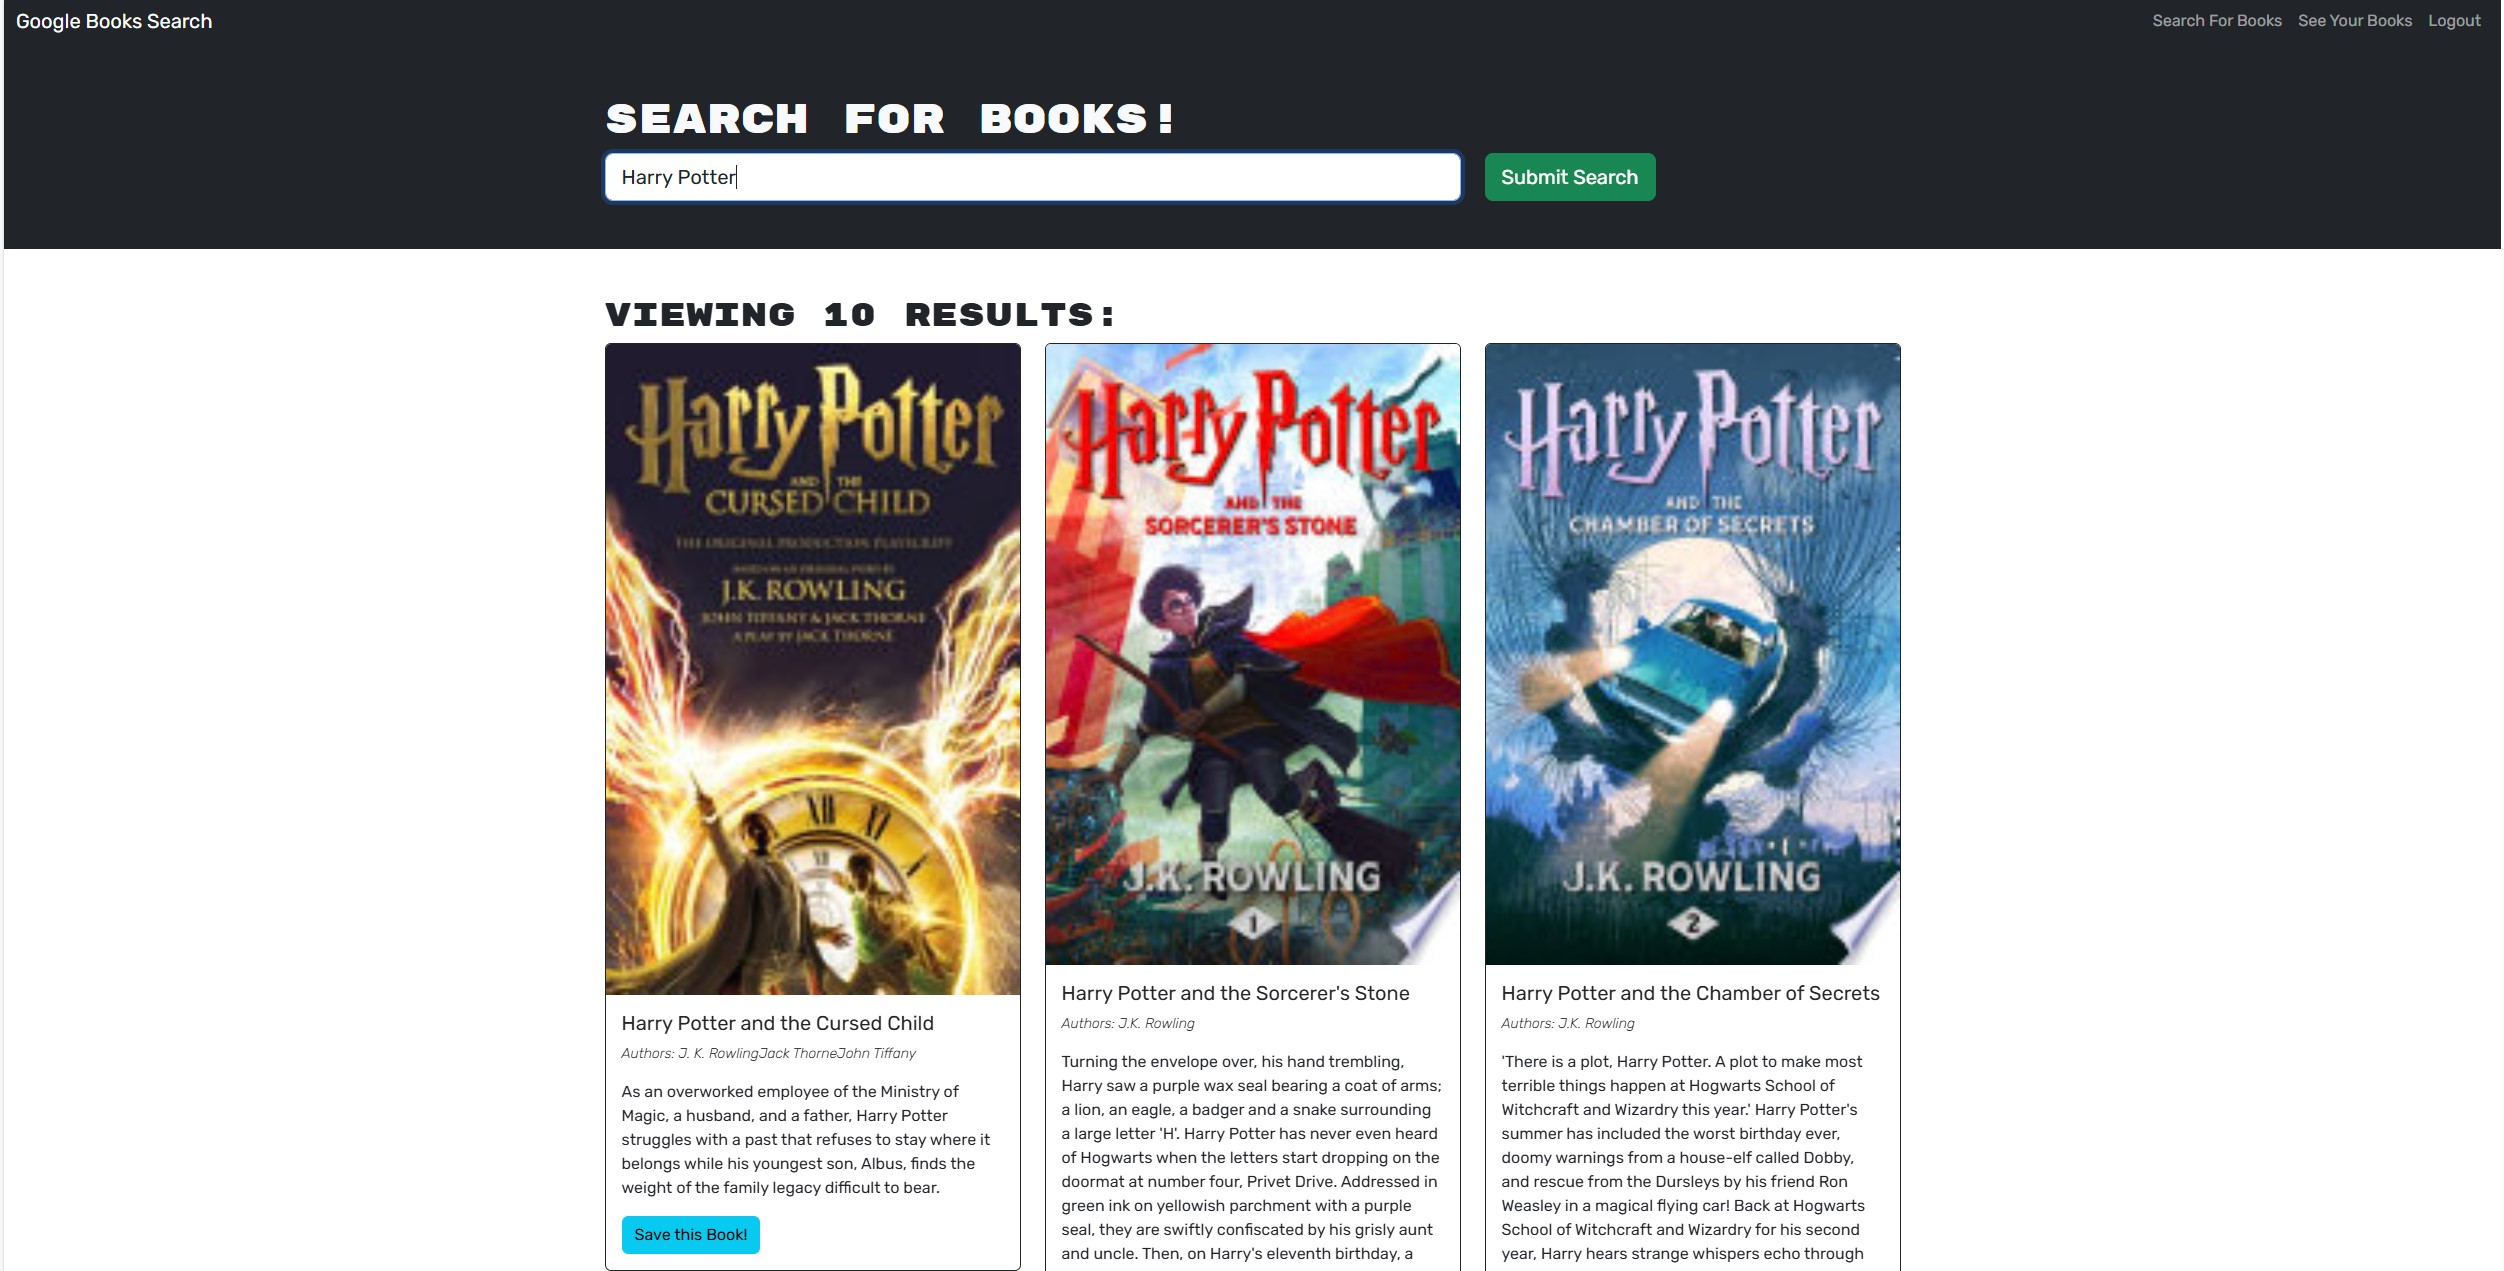 Google Books Search
Search For Books See Your Books Logout
SEARCH FOR BOOKS!
Harry Potter
Submit Search
VIEWING 10 RESULTS:
Harry Potter
AND THE
CURSED CHILD
THE ORIGINAL PRODUCTION PLAYSCRIPT
BASED ON AN ORIGINAL STORY BY
J.K. ROWLING
JOHN TIFFANY & JACK THORNE
A PLAY BY JACK THORNE
XII XI
Harry Potter and the Cursed Child
Authors: J. K. RowlingJack ThorneJohn Tiffany
As an overworked employee of the Ministry of
Magic, a husband, and a father, Harry Potter
struggles with a past that refuses to stay where it
belongs while his youngest son, Albus, finds the
weight of the family legacy difficult to bear.
Save this Book!
Harry Potter
AND THE
SORCERER'S STONE
J.K. ROWLING
1
Harry Potter and the Sorcerer's Stone
Authors: J.K. Rowling
Turning the envelope over, his hand trembling,
Harry saw a purple wax seal bearing a coat of arms;
a lion, an eagle, a badger and a snake surrounding
a large letter 'H'. Harry Potter has never even heard
of Hogwarts when the letters start dropping on the
doormat at number four, Privet Drive. Addressed in
green ink on yellowish parchment with a purple
seal, they are swiftly confiscated by his grisly aunt
and uncle. Then, on Harry's eleventh birthday, a
Harry Potter
AND THE
CHAMBER OF SECRETS
J.K. ROWLING
2
Harry Potter and the Chamber of Secrets
Authors: J.K. Rowling
'There is a plot, Harry Potter. A plot to make most
terrible things happen at Hogwarts School of
Witchcraft and Wizardry this year.' Harry Potter's
summer has included the worst birthday ever,
doomy warnings from a house-elf called Dobby,
and rescue from the Dursleys by his friend Ron
Weasley in a magical flying car! Back at Hogwarts
School of Witchcraft and Wizardry for his second
year, Harry hears strange whispers echo through